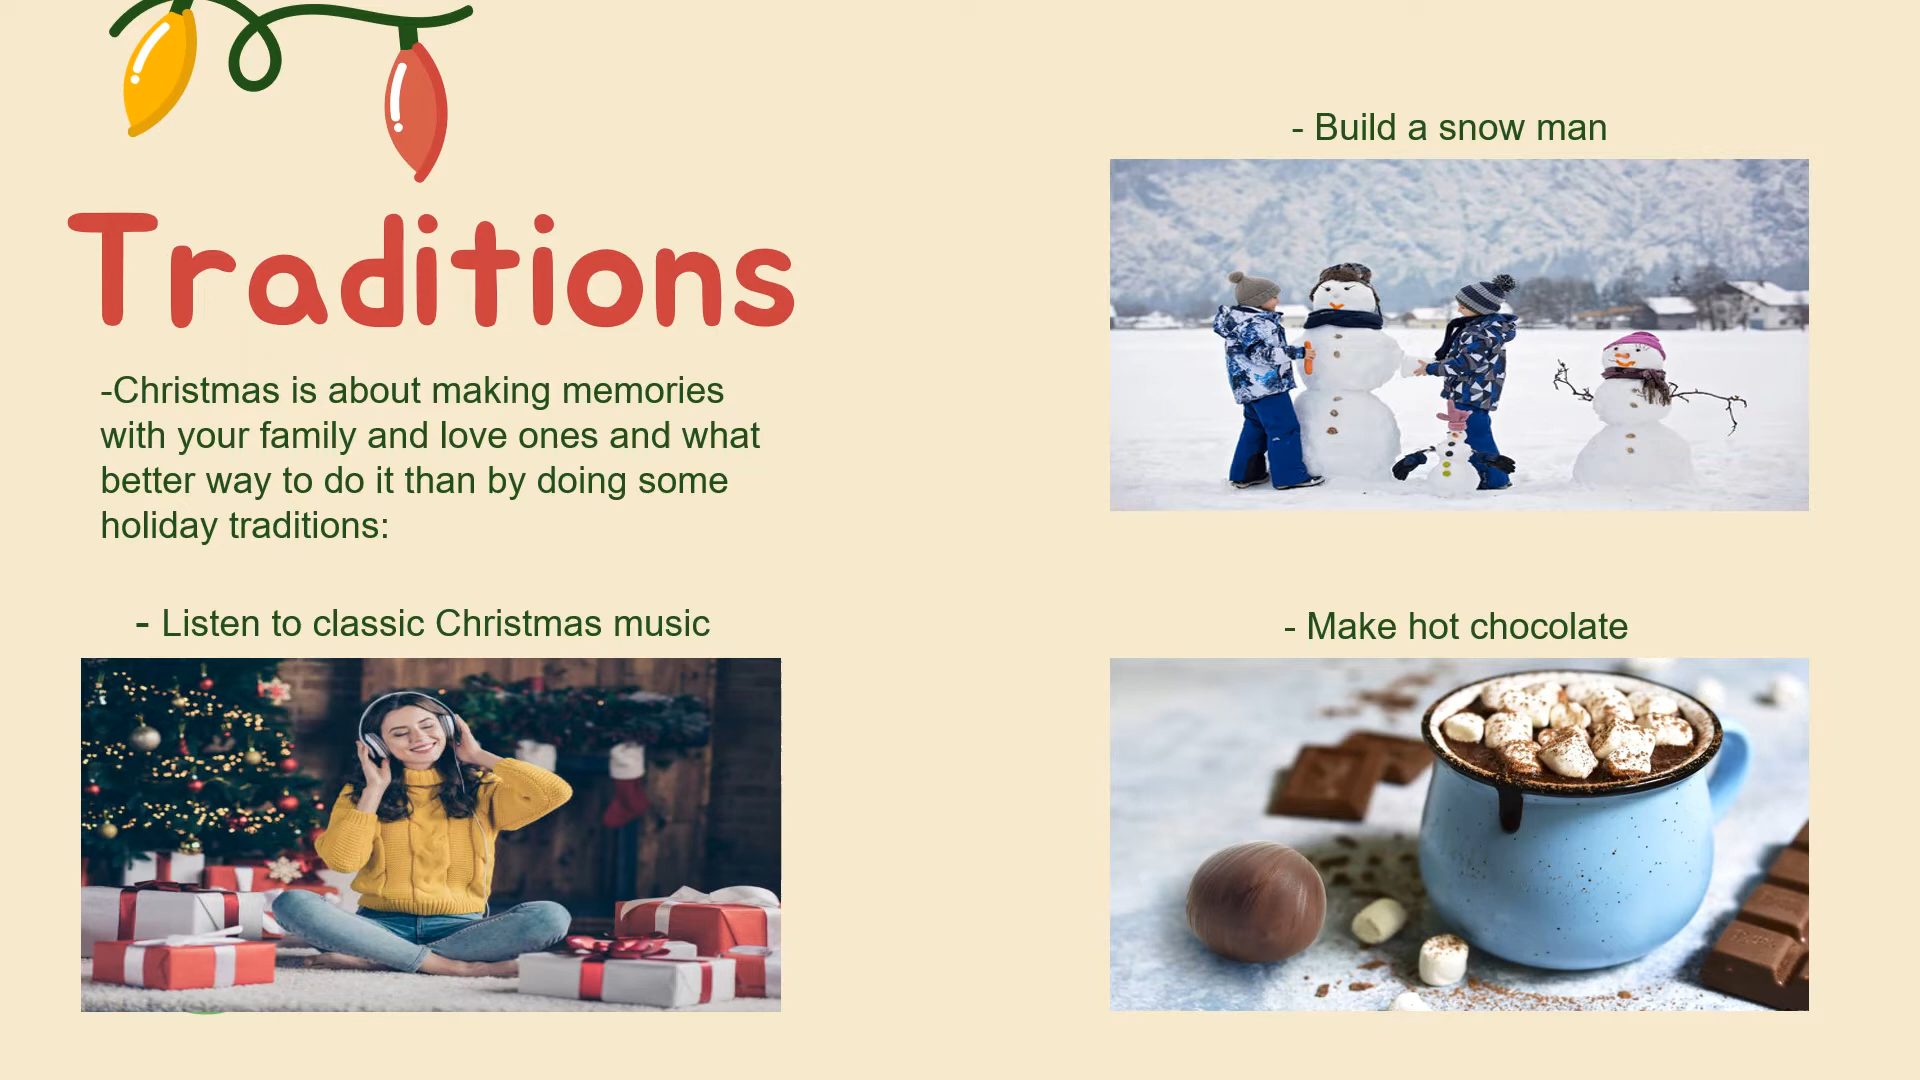 Traditions
-Christmas is about making memories
with your family and love ones and what
better way to do it than by doing some
holiday traditions:
- Listen to classic Christmas music
- Build a snow man
- Make hot chocolate